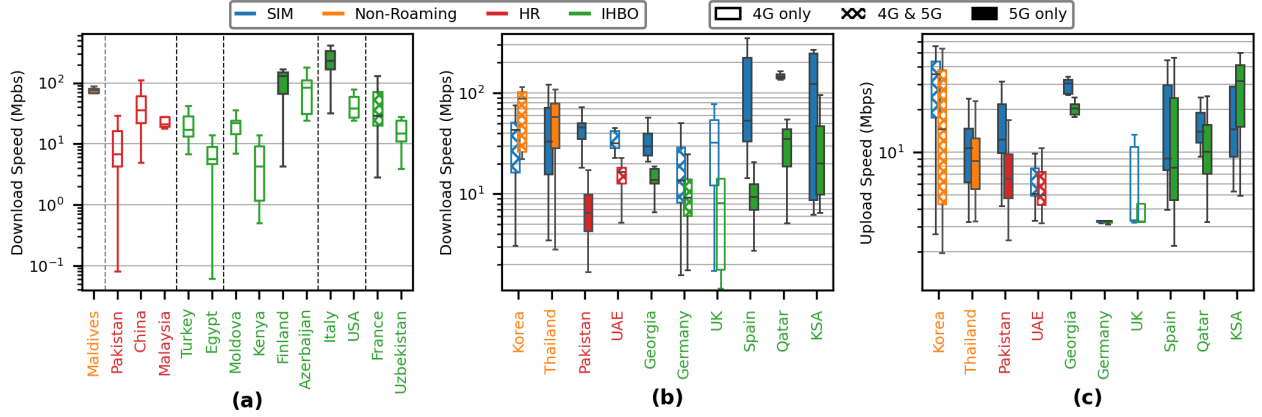 SIM Non-Roaming HR IHBO
4G only 4G & 5G 5G only
Download Speed (Mpbs)
10² 10¹ 10⁰ 10⁻¹
Maldives Pakistan China Malaysia Turkey Egypt Moldova Kenya Finland Azerbaijan Italy USA France Uzbekistan
(a)
Download Speed (Mbps)
10² 10¹
Korea Thailand Pakistan UAE Georgia Germany UK Spain Qatar KSA
(b)
Upload Speed (Mbps)
10¹
Korea Thailand Pakistan UAE Georgia Germany UK Spain Qatar KSA
(c)